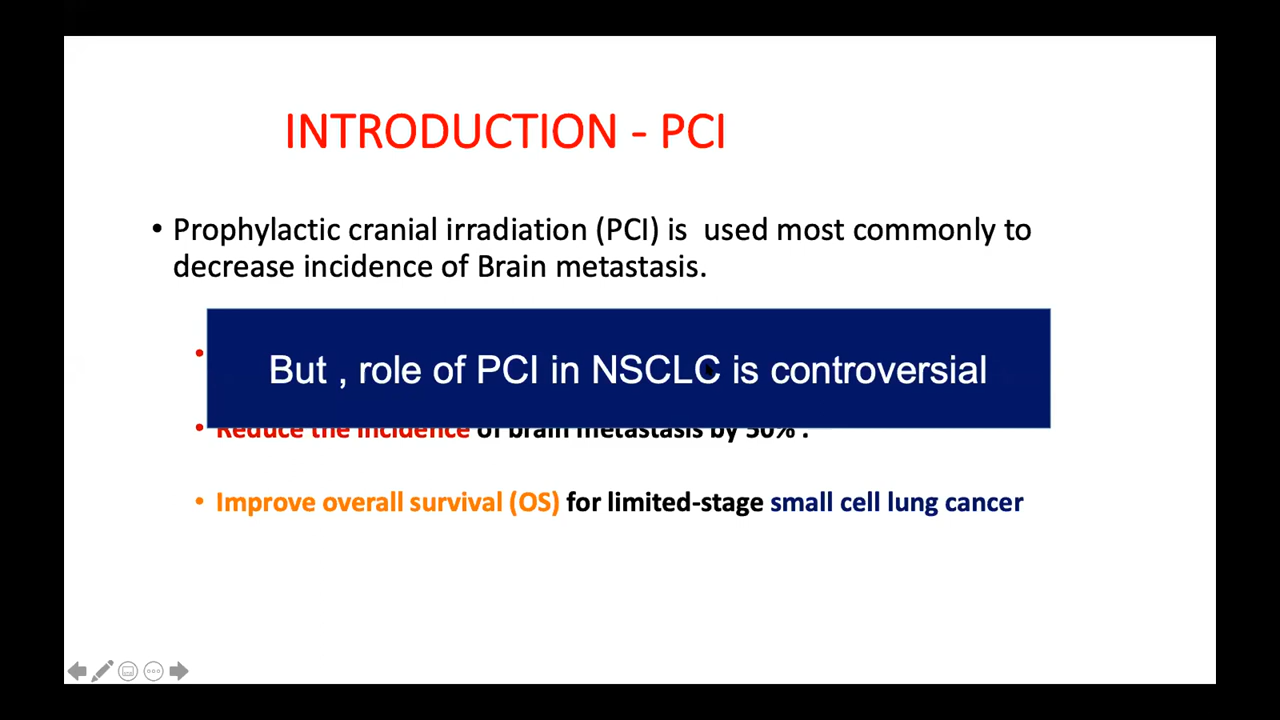 INTRODUCTION - PCI
• Prophylactic cranial irradiation (PCI) is used most commonly to
decrease incidence of Brain metastasis.
But , role of PCI in NSCLC is controversial
• Reduce the incidence of brain metastasis by 50% .
• Improve overall survival (OS) for limited-stage small cell lung cancer